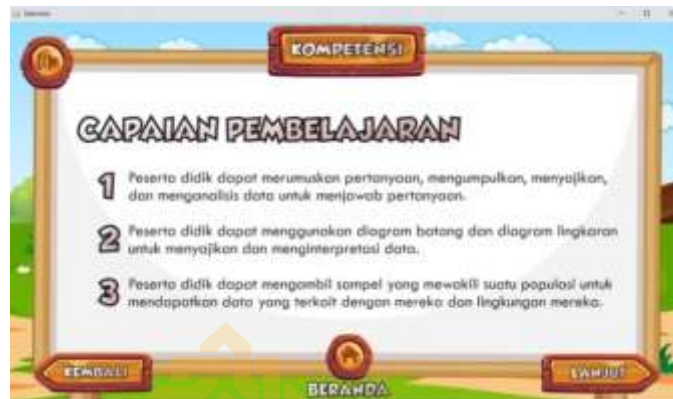 KOMPETENSI
CAPAIAN PEMBELAJARAN
1 Peserta didik dapat merumuskan pertanyaan, mengumpulkan, menyajikan,
dan menganalisis data untuk menjawab pertanyaan.
2 Peserta didik dapat menggunakan diagram batang dan diagram lingkaran
untuk menyajikan dan menginterpretasi data.
3 Peserta didik dapat mengambil sampel yang mewakili suatu populasi untuk
mendapatkan data yang terkait dengan mereka dan lingkungan mereka.
KEMBALI
BERANDA
LANJUT